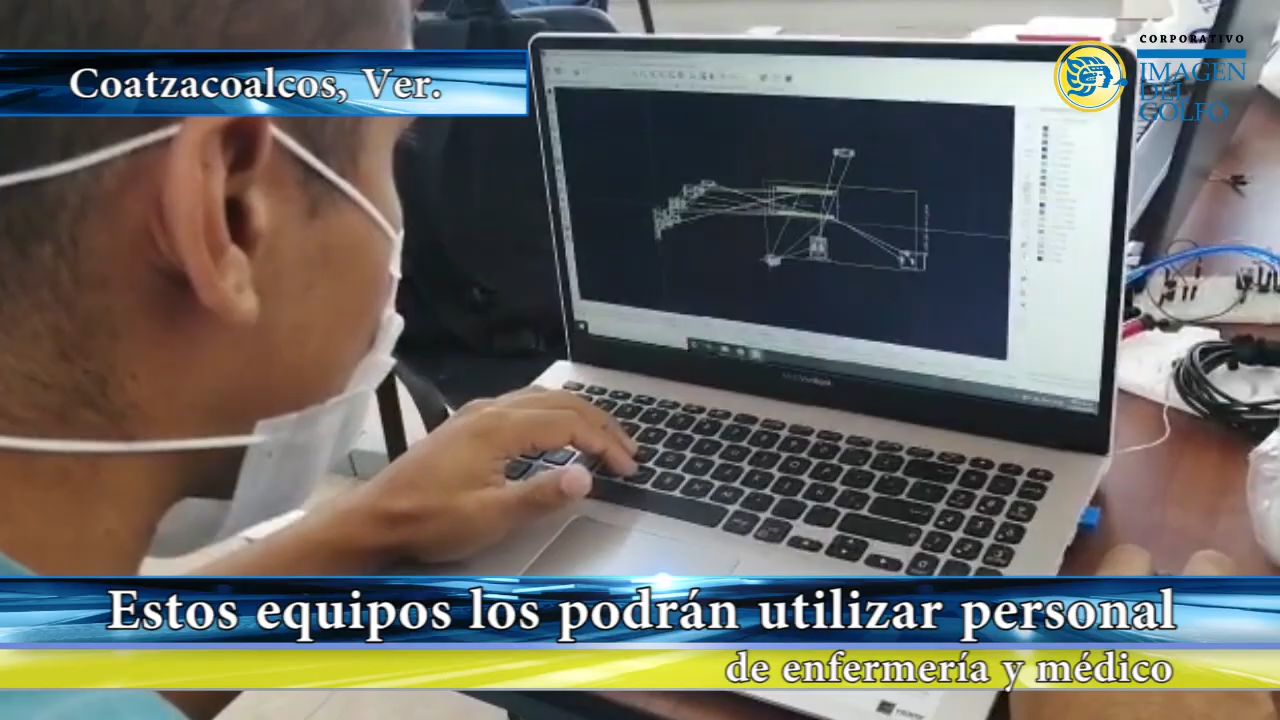 Coatzacoalcos, Ver.
CORPORATIVO
IMAGEN
DEL
GOLFO
Estos equipos los podrán utilizar personal
de enfermería y médico